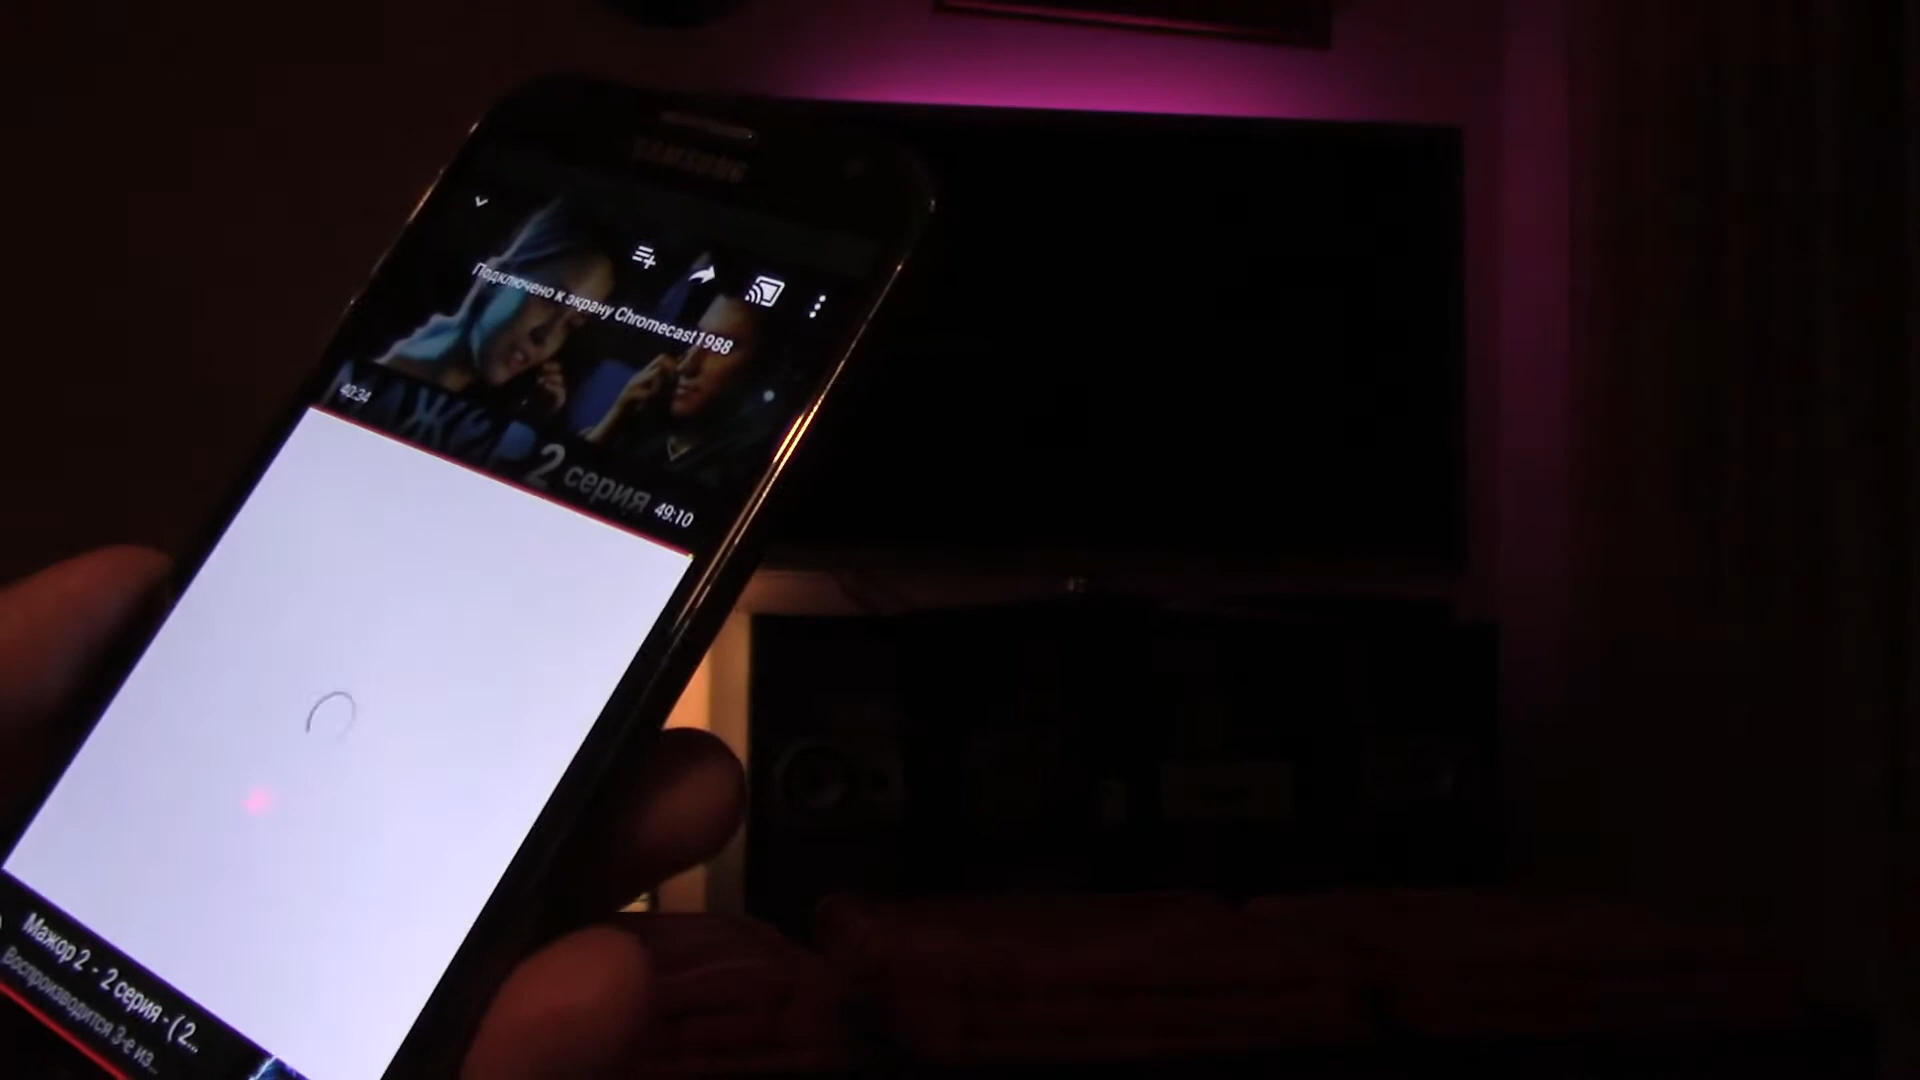 SAMSUNG
Подключено к экрану Chromecast1988
40:34
МАЖОР
2 серия
49:10
Мажор 2 - 2 серия - ( 2...
Воспроизводится 3-е из...